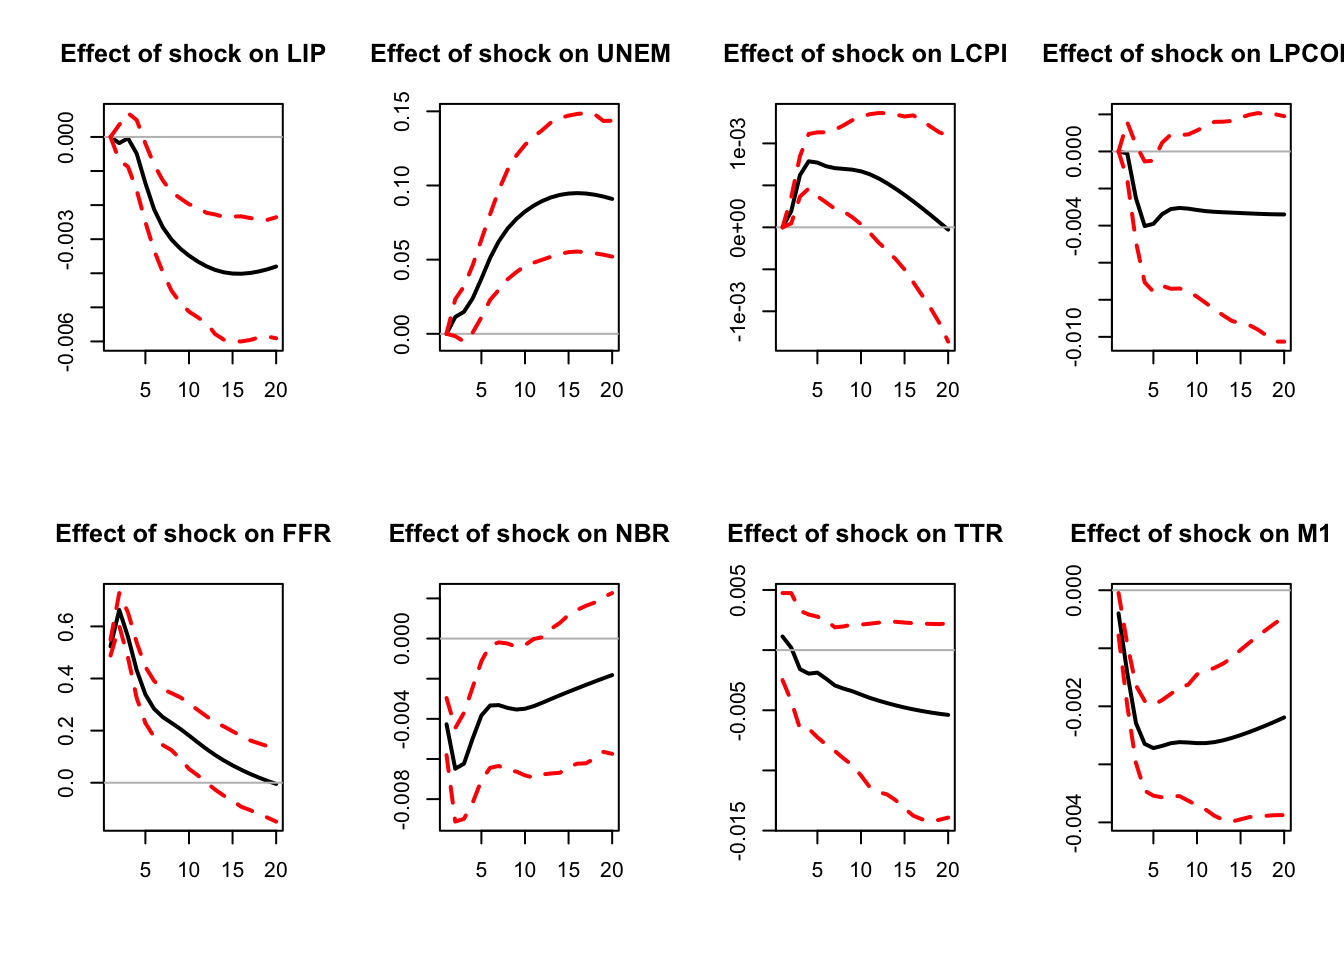 Effect of shock on LIP
Effect of shock on UNEM
Effect of shock on LCPI
Effect of shock on LPCO
0.000
-0.003
-0.006
5 10 15 20
0.15
0.10
0.05
0.00
5 10 15 20
1e-03
0e+00
-1e-03
5 10 15 20
0.000
-0.004
-0.010
5 10 15 20
Effect of shock on FFR
Effect of shock on NBR
Effect of shock on TTR
Effect of shock on M1
0.6
0.4
0.2
0.0
5 10 15 20
0.000
-0.004
-0.008
5 10 15 20
0.005
-0.005
-0.015
5 10 15 20
0.000
-0.002
-0.004
5 10 15 20